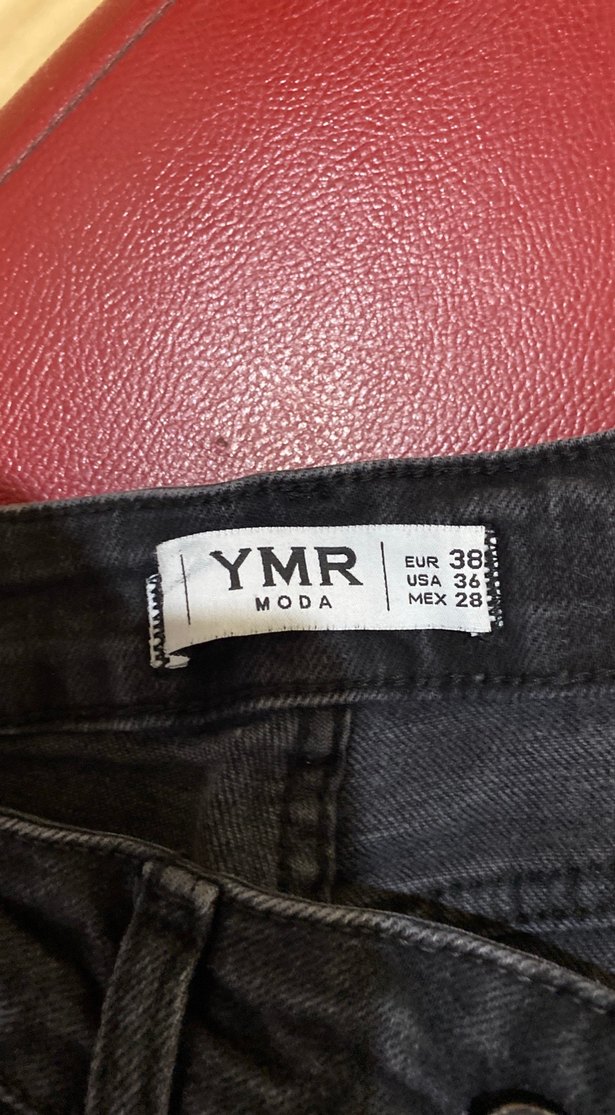 YMR
MODA
EUR 38
USA 36
MEX 28